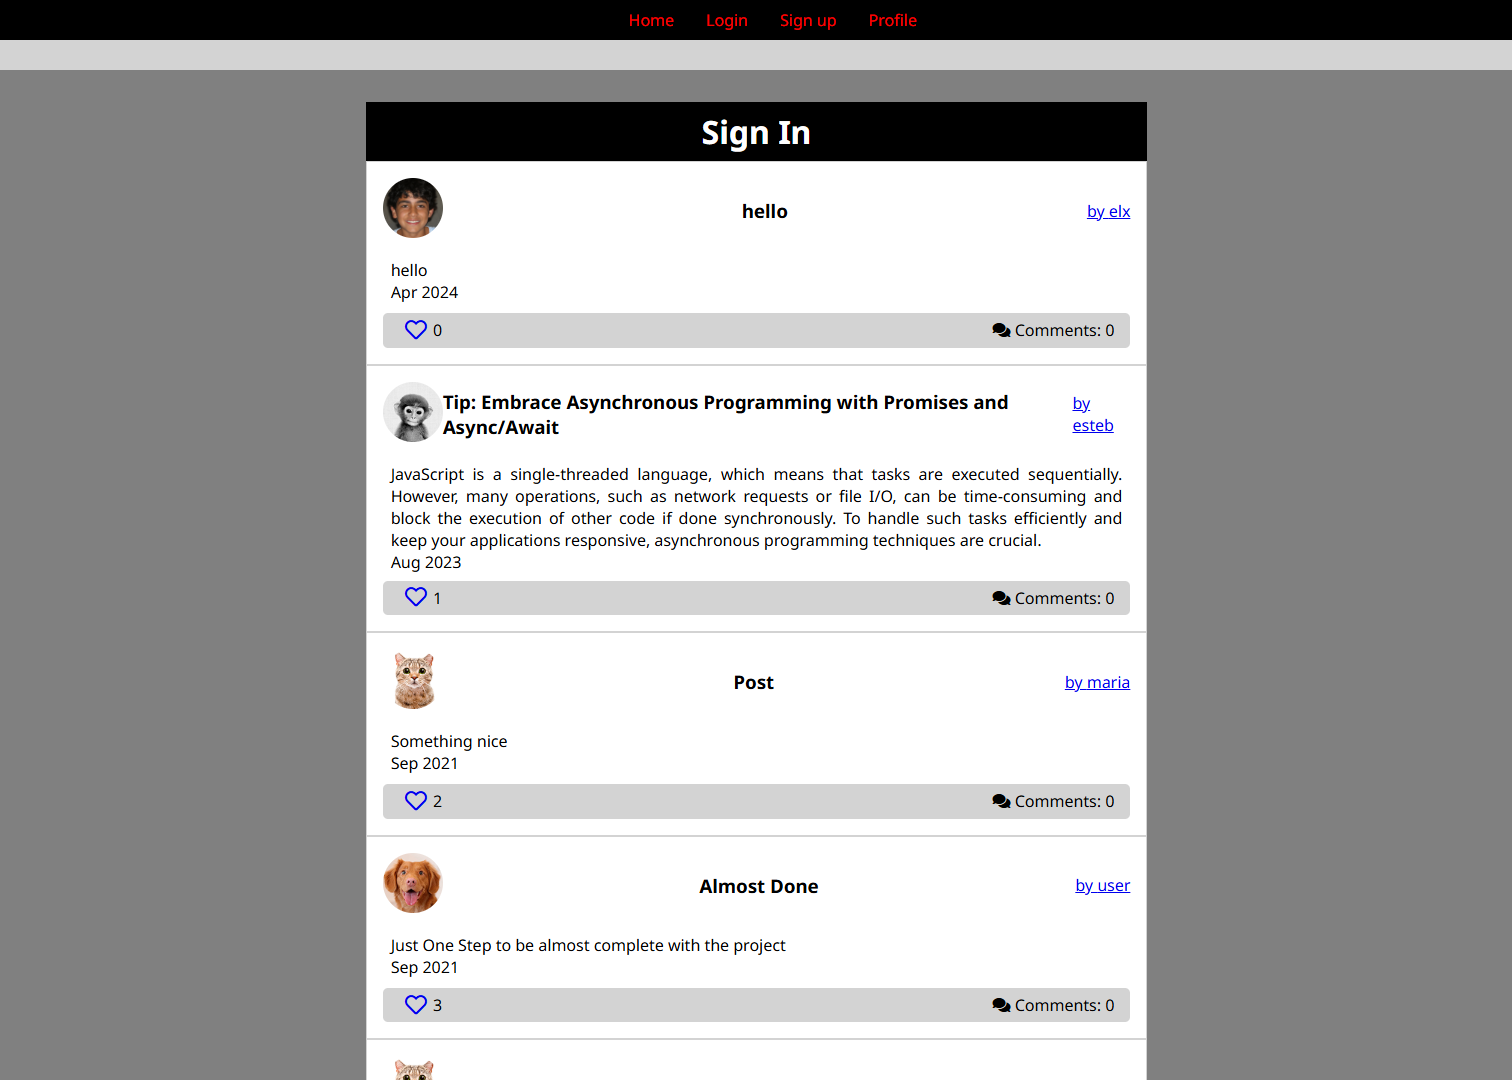 Home Login Sign up Profile
Sign In
hello
by elx
hello
Apr 2024
0
Comments: 0
Tip: Embrace Asynchronous Programming with Promises and
Async/Await
by
esteb
JavaScript is a single-threaded language, which means that tasks are executed sequentially.
However, many operations, such as network requests or file I/O, can be time-consuming and
block the execution of other code if done synchronously. To handle such tasks efficiently and
keep your applications responsive, asynchronous programming techniques are crucial.
Aug 2023
1
Comments: 0
Post
by maria
Something nice
Sep 2021
2
Comments: 0
Almost Done
by user
Just One Step to be almost complete with the project
Sep 2021
3
Comments: 0